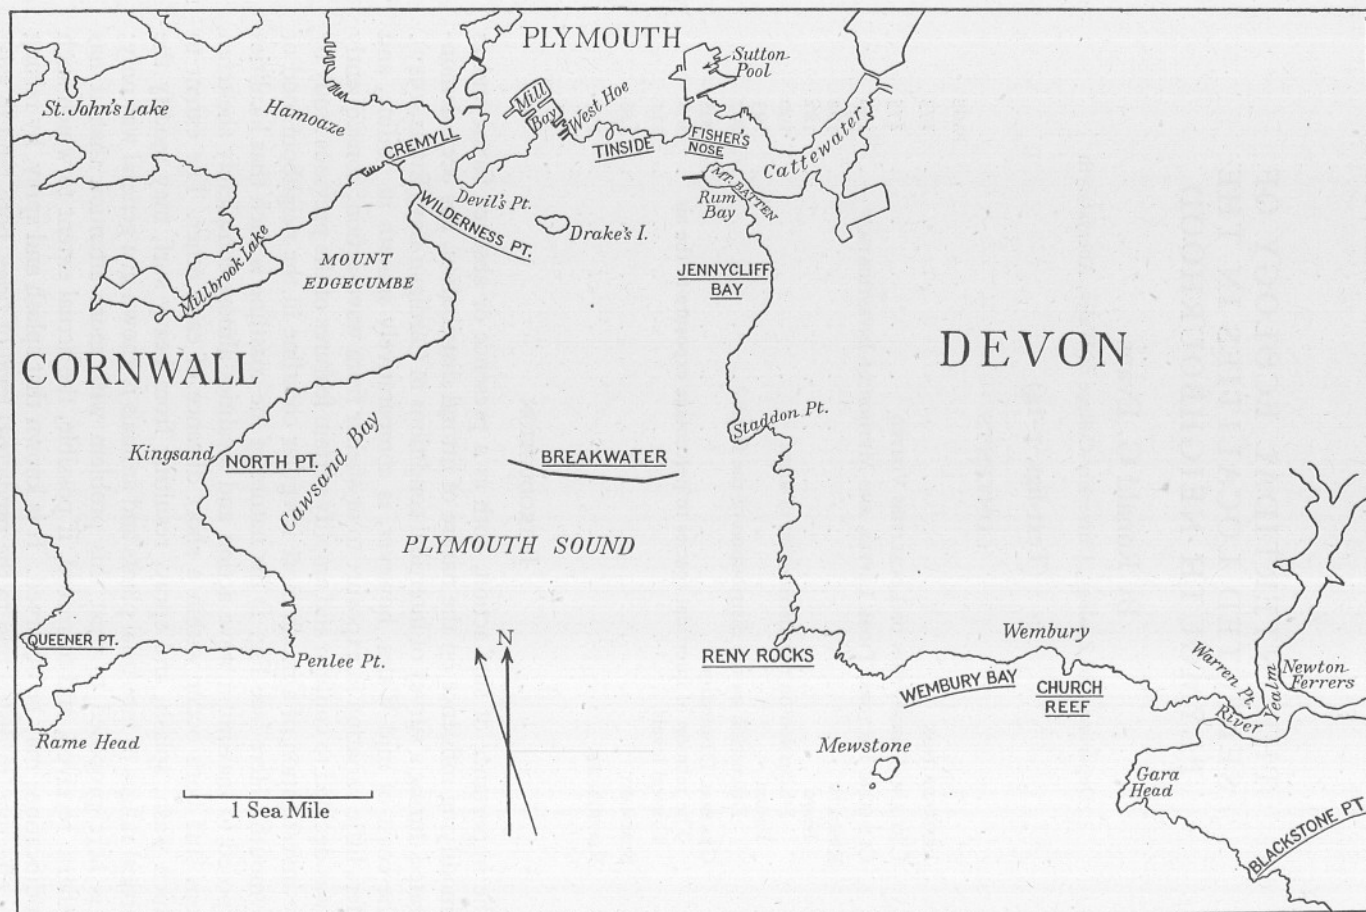 PLYMOUTH
Sutton
Pool
St. John's Lake
Hamoaze
Mill
Bay
West Hoe
CREMYLL
TINSIDE
FISHER'S
NOSE
Cattewater
MT. BATTEN
Rum
Bay
Devil's Pt.
WILDERNESS PT.
Drake's I.
MOUNT
EDGECUMBE
Millbrook Lake
JENNYCLIFF
BAY
CORNWALL
DEVON
Staddon Pt.
Kingsand
NORTH PT.
Cawsand Bay
BREAKWATER
PLYMOUTH SOUND
QUEENER PT.
Penlee Pt.
N
RENY ROCKS
Wembury
WEMBURY BAY
CHURCH
REEF
Warren Pt.
River
Yealm
Newton
Ferrers
Rame Head
Mewstone
Gara
Head
1 Sea Mile
BLACKSTONE PT